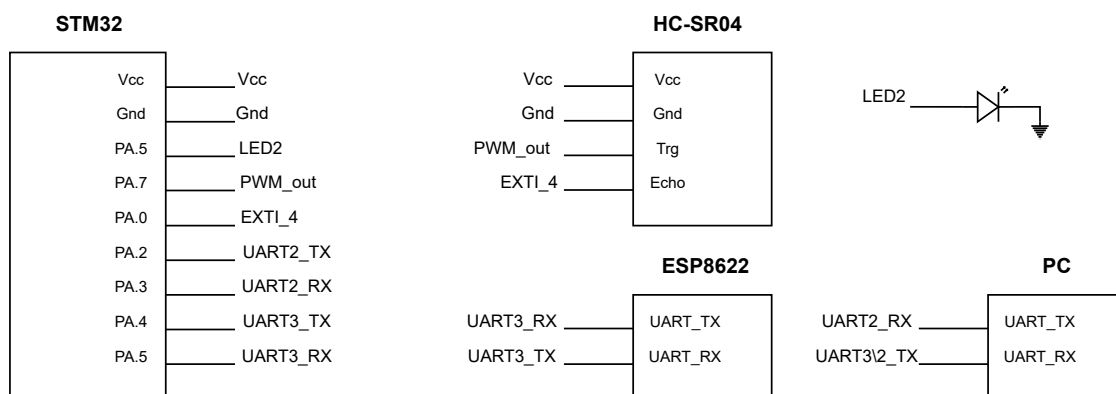 STM32
Vcc Vcc
Gnd Gnd
PA.5 LED2
PA.7 PWM_out
PA.0 EXTI_4
PA.2 UART2_TX
PA.3 UART2_RX
PA.4 UART3_TX
PA.5 UART3_RX
HC-SR04
Vcc Vcc
Gnd Gnd
PWM_out Trg
EXTI_4 Echo
LED2
ESP8622
UART3_RX UART_TX
UART3_TX UART_RX
PC
UART2_RX UART_TX
UART3\2_TX UART_RX